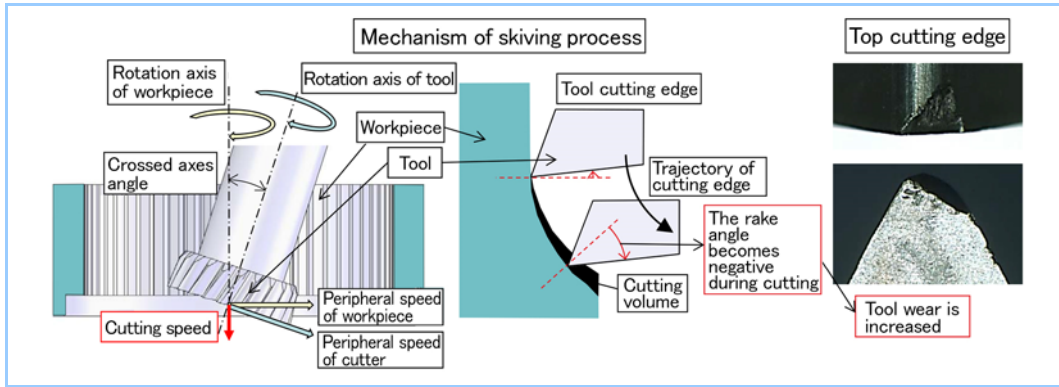 Mechanism of skiving process
Top cutting edge
Rotation axis
of workpiece
Rotation axis of tool
Workpiece
Tool
Crossed axes
angle
Cutting speed
Peripheral speed
of workpiece
Peripheral speed
of cutter
Tool cutting edge
Trajectory of
cutting edge
The rake
angle
becomes
negative
during cutting
Cutting
volume
Tool wear is
increased